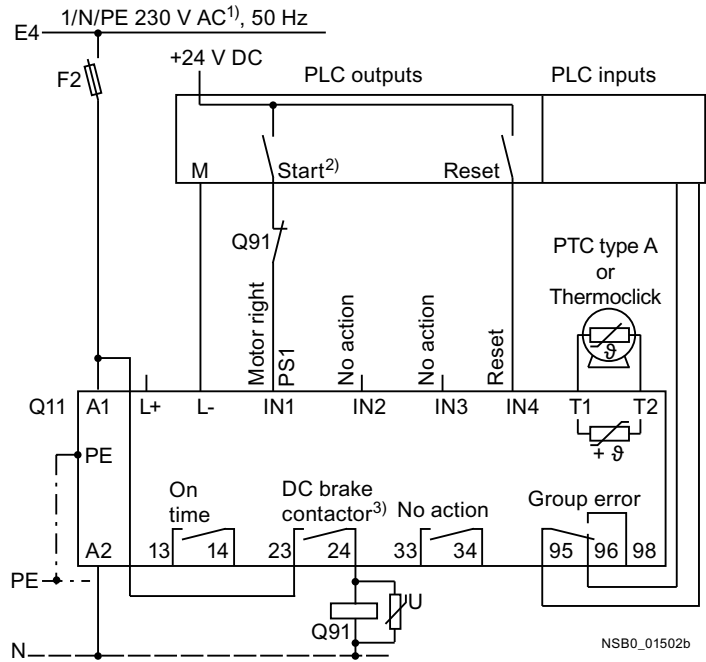 1/N/PE 230 V AC1), 50 Hz
E4
+24 V DC
F2
PLC outputs
PLC inputs
M
Start2)
Reset
Q91
PTC type A
or
Thermoclick
Motor right
PS1
No action
No action
Reset
ϑ
Q11
A1
L+
L-
IN1
IN2
IN3
IN4
T1
T2
+ ϑ
PE
On
time
DC brake
contactor3)
No action
Group error
A2
13
14
23
24
33
34
95
96
98
PE
U
Q91
N
NSB0_01502b